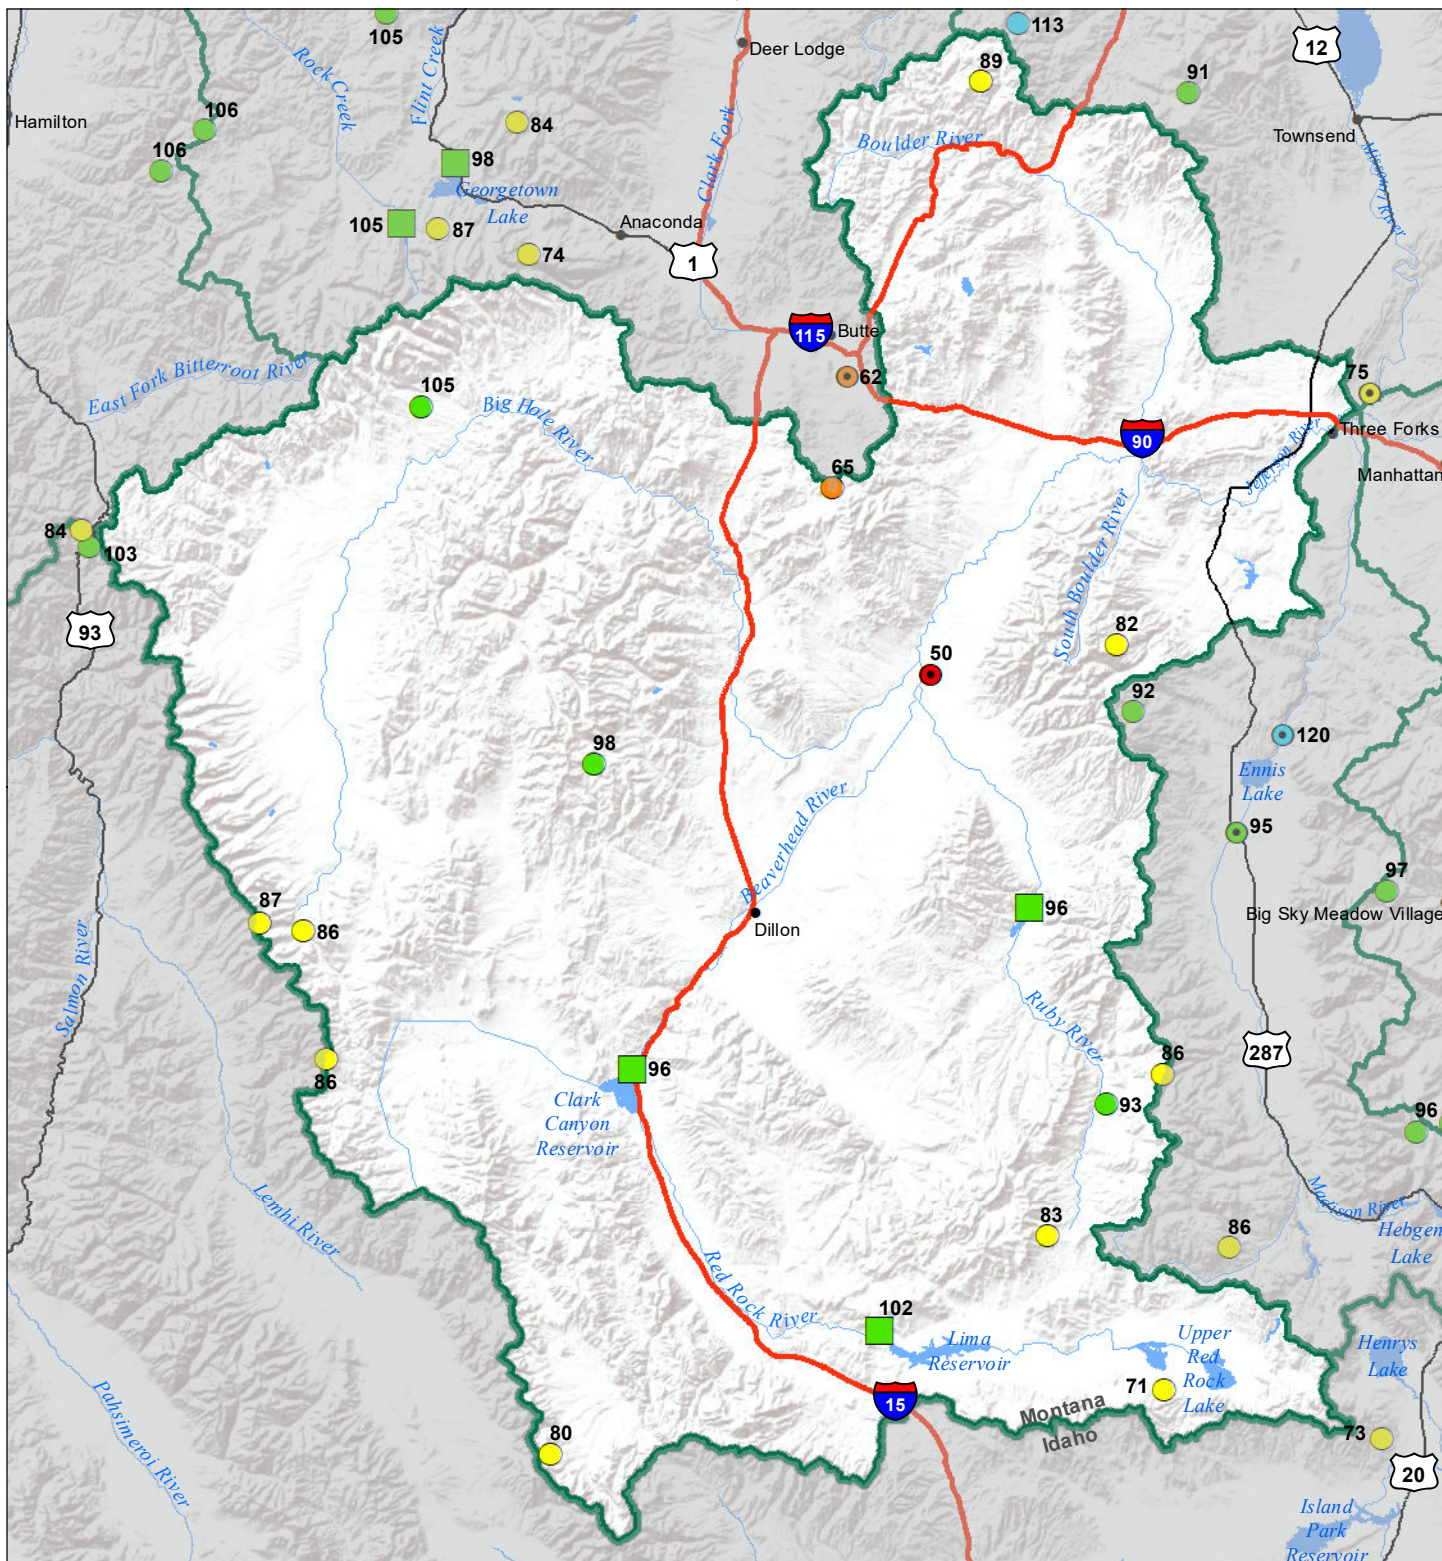 105
113
12
Deer Lodge
Flint Creek
Rock Creek
89
91
106
84
Hamilton
Clark Fork
Boulder River
Townsend
98
106
Missouri River
Georgetown
Lake
105
87
Anaconda
74
1
115
Butte
East Fork Bitterroot River
62
75
105
Big Hole River
Three Forks
90
Jefferson River
65
Manhattan
84
103
South Boulder River
93
82
50
92
120
98
Ennis
Lake
Beaverhead River
95
97
87
86
96
Big Sky Meadow Village
Dillon
Salmon River
Ruby River
287
96
86
86
Clark
Canyon
Reservoir
93
96
Lemhi River
Madison River
83
86
Hebgen
Lake
Red Rock River
102
Lima
Reservoir
Upper
Red
Rock
Lake
Henrys
Lake
71
15
Montana
Idaho
Pahsimeroi River
80
73
20
Island
Park
Reservoir